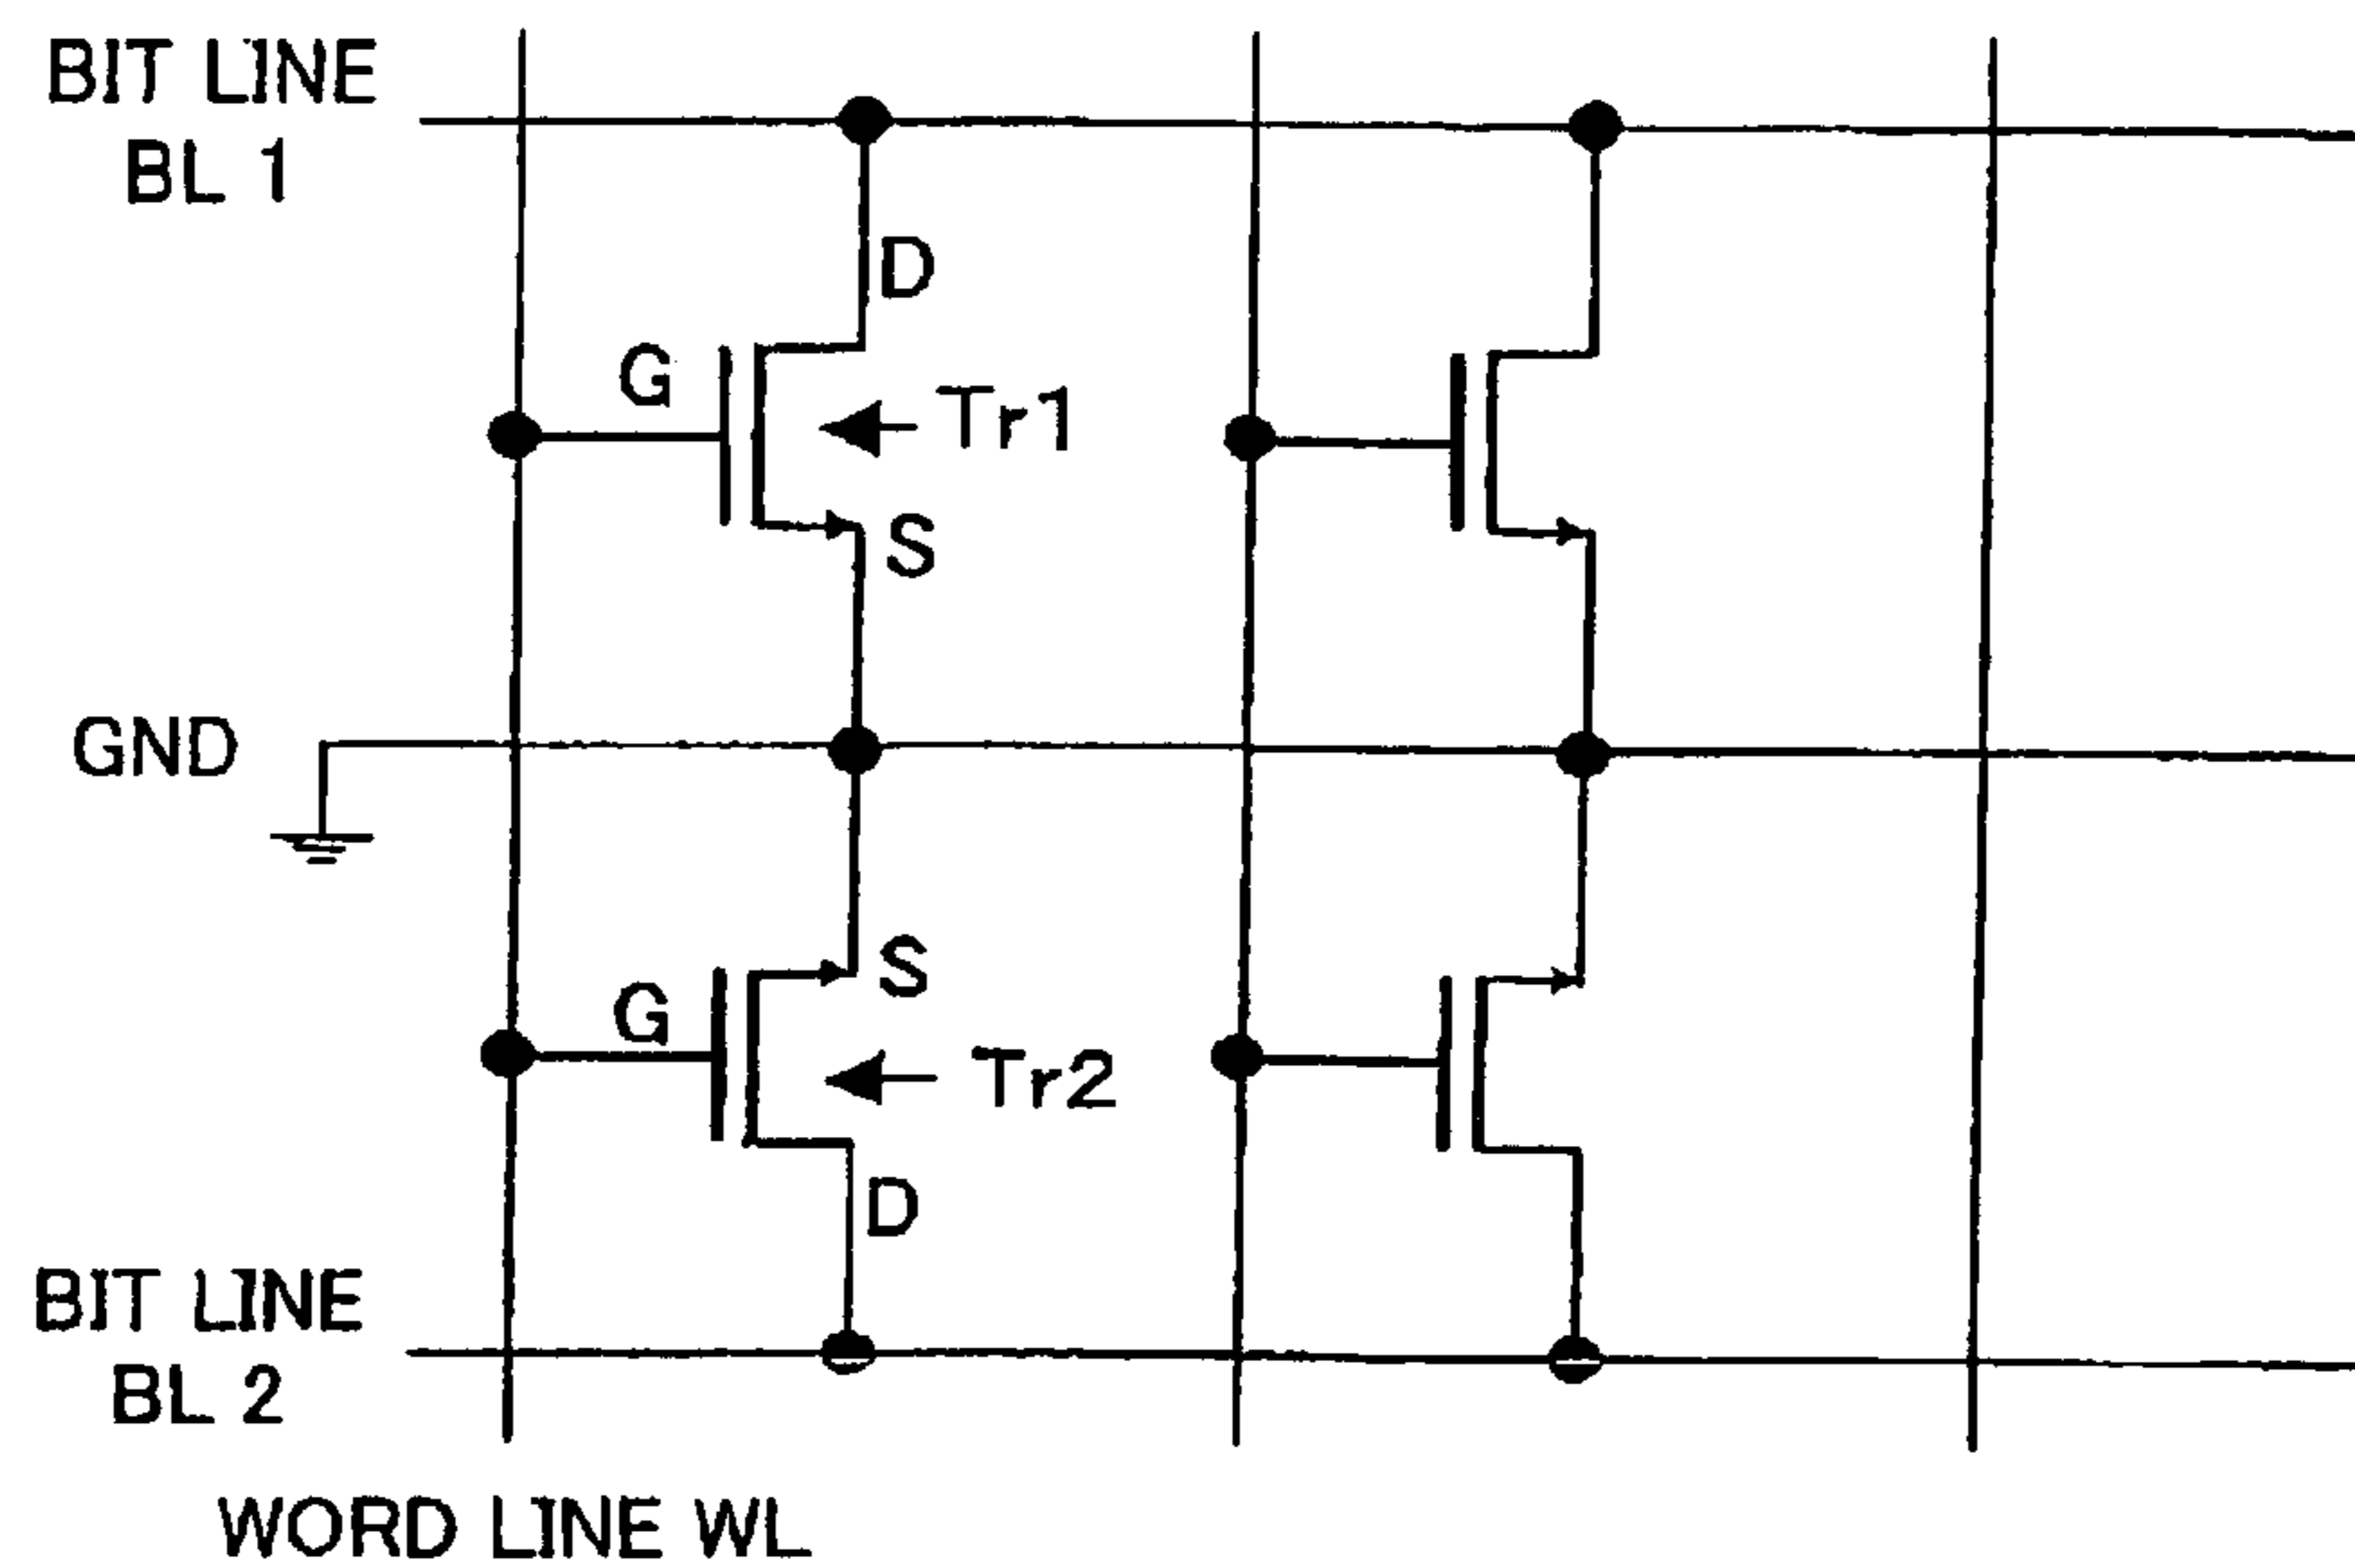 BIT LINE
BL 1
D
G
Tr1
S
GND
S
G
Tr2
D
BIT LINE
BL 2
WORD LINE WL